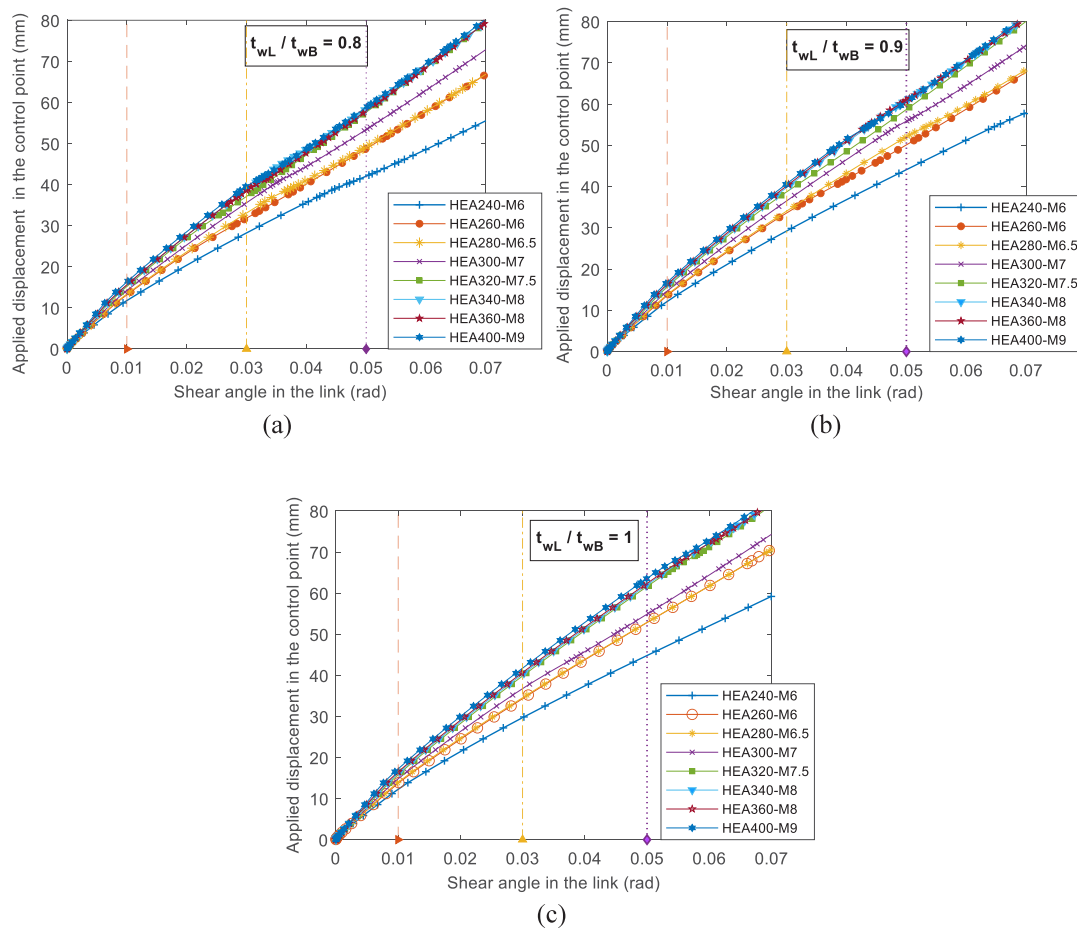 (a)
Applied displacement in the control point (mm)
80
70
60
50
40
30
20
10
0
t_wL / t_wB = 0.8
HEA240-M6
HEA260-M6
HEA280-M6.5
HEA300-M7
HEA320-M7.5
HEA340-M8
HEA360-M8
HEA400-M9
0 0.01 0.02 0.03 0.04 0.05 0.06 0.07
Shear angle in the link (rad)
Applied displacement in the control point (mm)
80
70
60
50
40
30
20
10
0
t_wL / t_wB = 0.9
HEA240-M6
HEA260-M6
HEA280-M6.5
HEA300-M7
HEA320-M7.5
HEA340-M8
HEA360-M8
HEA400-M9
0 0.01 0.02 0.03 0.04 0.05 0.06 0.07
Shear angle in the link (rad)
(b)
Applied displacement in the control point (mm)
80
70
60
50
40
30
20
10
0
t_wL / t_wB = 1
HEA240-M6
HEA260-M6
HEA280-M6.5
HEA300-M7
HEA320-M7.5
HEA340-M8
HEA360-M8
HEA400-M9
0 0.01 0.02 0.03 0.04 0.05 0.06 0.07
Shear angle in the link (rad)
(c)